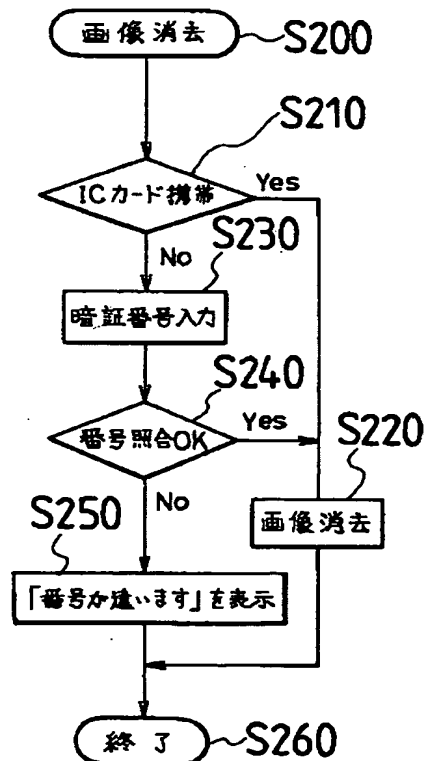 画像消去
S200
S210
ICカード携帯
Yes
No
S230
暗証番号入力
S240
番号照合OK
Yes
S220
No
画像消去
S250
「番号が違います」を表示
終了
S260